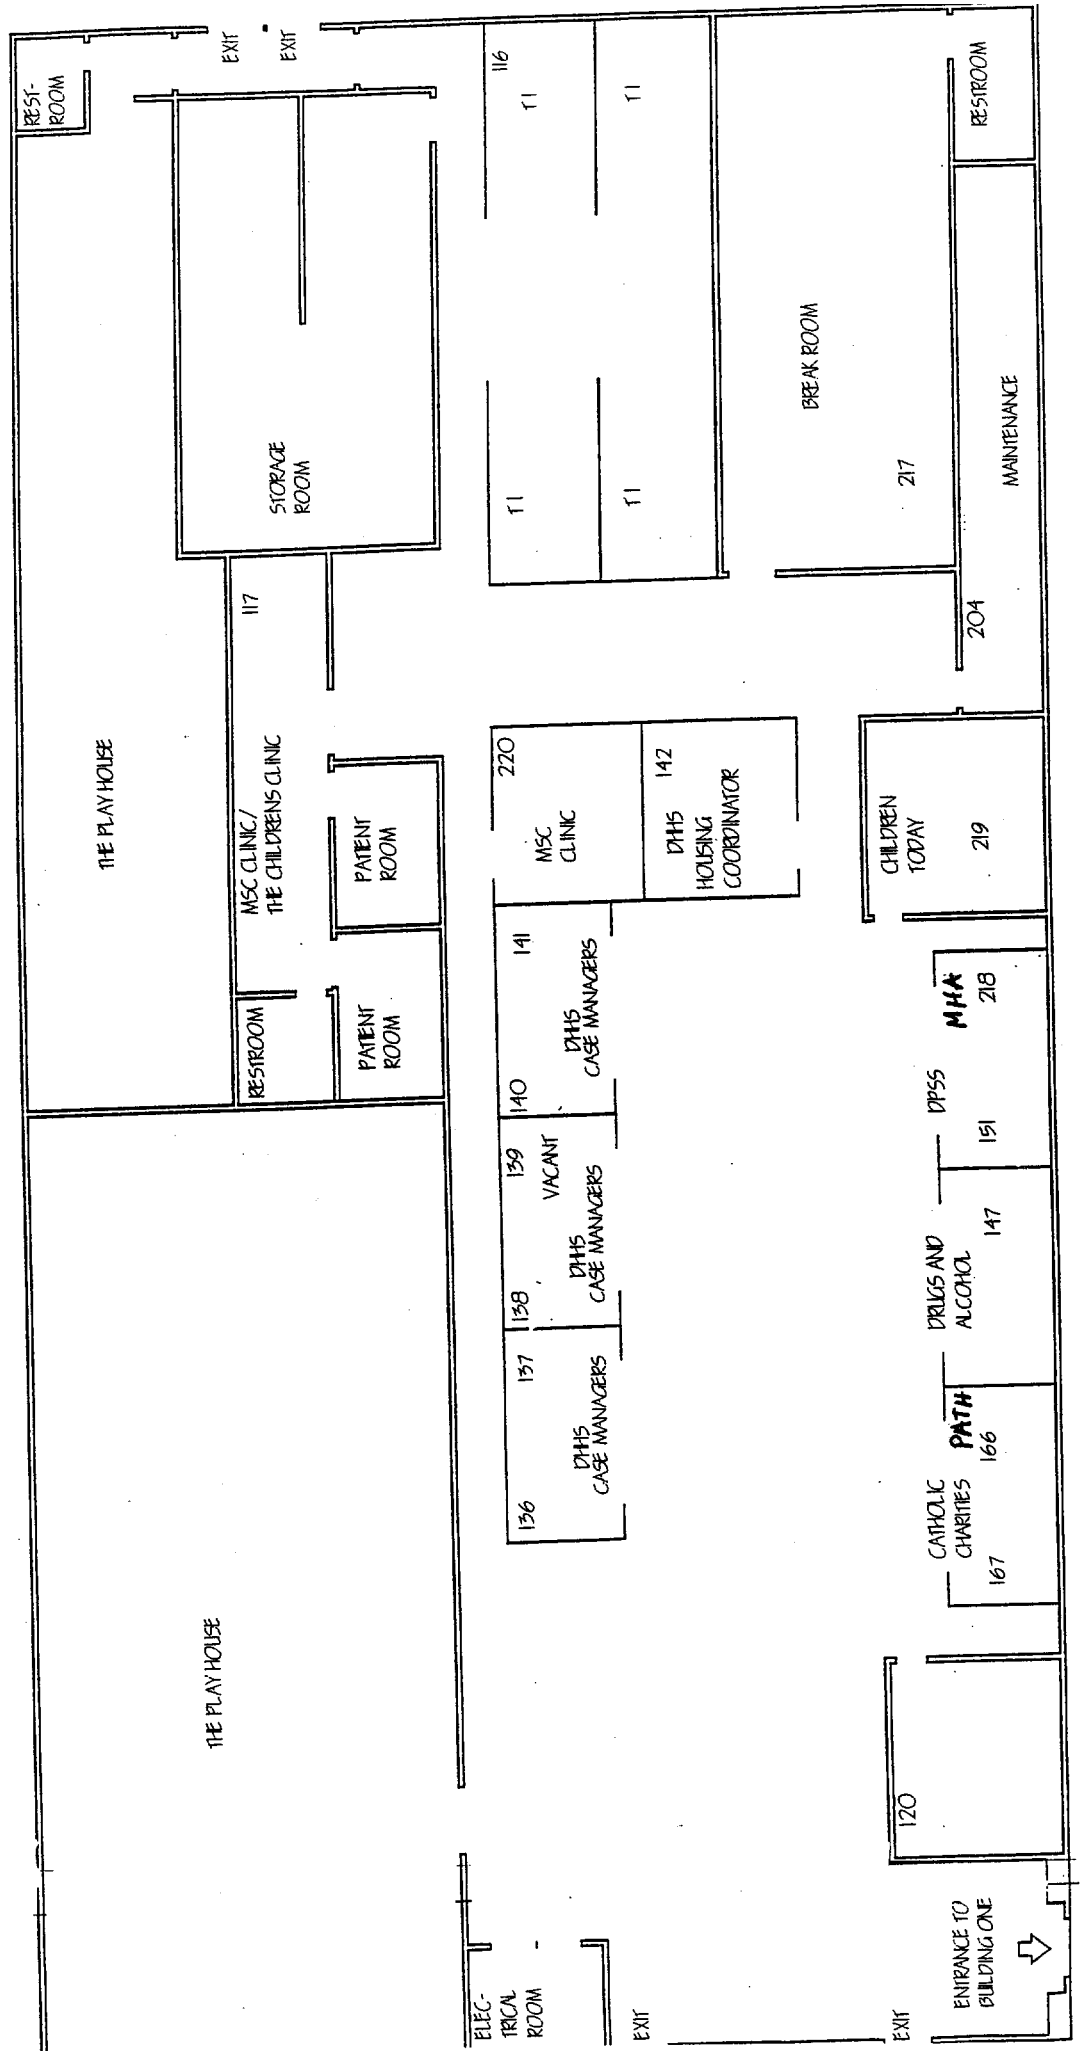 REST-
ROOM
THE PLAYHOUSE
THE PLAYHOUSE
EXIT
EXIT
STORAGE
ROOM
117
MSC CLINIC/
THE CHILDRENS CLINIC
RESTROOM
PATIENT
ROOM
PATIENT
ROOM
ELEC-
TRICAL
ROOM
136
137
138
139
140
141
220
VACANT
DHHS
CASE MANAGERS
DHHS
CASE MANAGERS
DHHS
CASE MANAGERS
MSC
CLINIC
116
T1
T1
T1
T1
142
DHHS
HOUSING
COORDINATOR
EXIT
BREAK ROOM
217
EXIT
120
CATHOLIC
CHARITIES
167
PATH
166
DRUGS AND
ALCOHOL
147
DPSS
151
MHA
218
CHILDREN
TODAY
219
204
MAINTENANCE
RESTROOM
ENTRANCE TO
BUILDING ONE